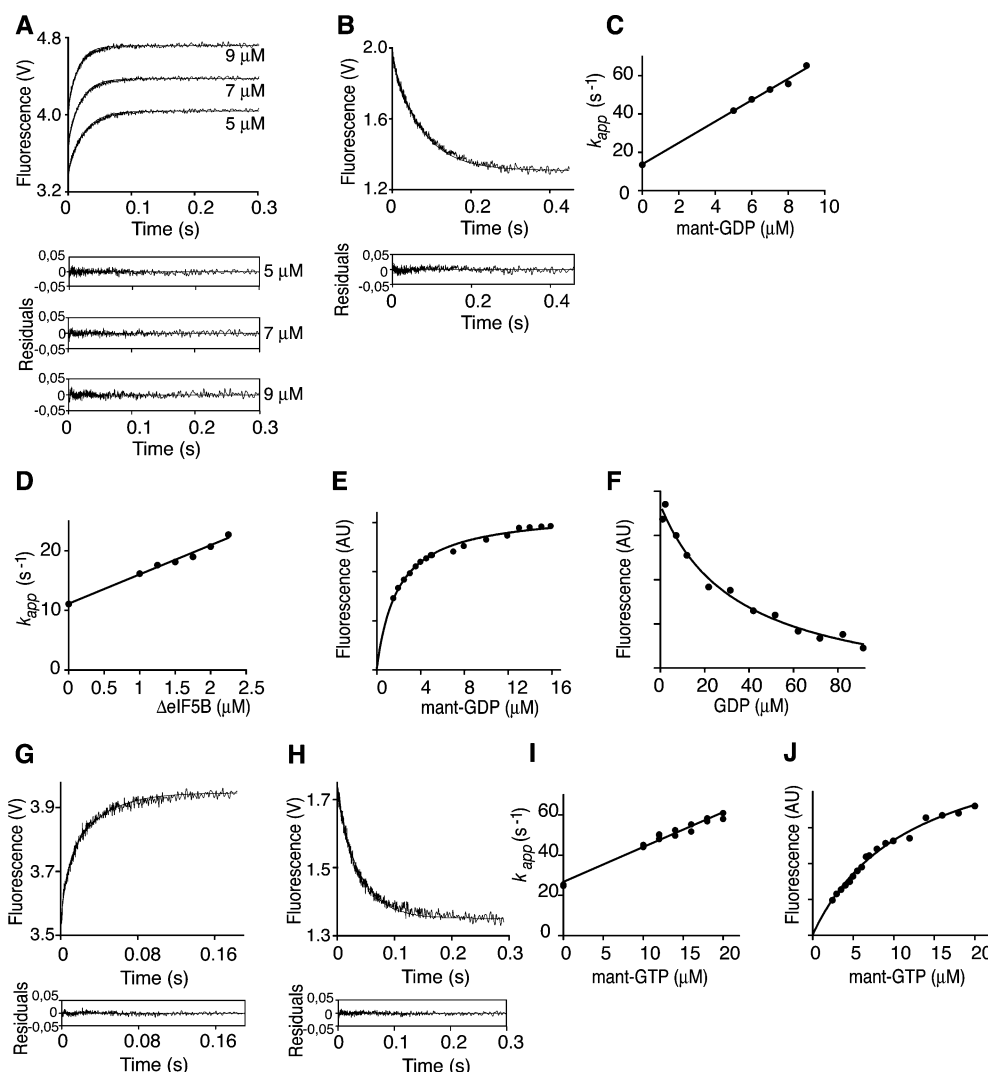 A
Fluorescence (V)
4.8
4.0
3.2
9 μM
7 μM
5 μM
0 0.1 0.2 0.3
Time (s)
Residuals
0,05
0
-0,05
5 μM
0,05
0
-0,05
7 μM
0,05
0
-0,05
9 μM
0 0.1 0.2 0.3
Time (s)
B
Fluorescence (V)
2.0
1.6
1.2
0 0.2 0.4
Time (s)
Residuals
0,05
0
-0,05
0 0.2 0.4
Time (s)
C
kapp (s-1)
60
40
20
0
0 2 4 6 8 10
mant-GDP (μM)
D
kapp (s-1)
20
10
0
0 0.5 1 1.5 2 2.5
ΔeIF5B (μM)
E
Fluorescence (AU)
0 4 8 12 16
mant-GDP (μM)
F
Fluorescence (AU)
0 20 40 60 80
GDP (μM)
G
Fluorescence (V)
3.9
3.7
3.5
0 0.08 0.16
Time (s)
Residuals
0,05
0
-0,05
0 0.08 0.16
Time (s)
H
Fluorescence (V)
1.7
1.5
1.3
0 0.1 0.2 0.3
Time (s)
Residuals
0,05
0
-0,05
0 0.1 0.2 0.3
Time (s)
I
k app (s-1)
60
40
20
0
0 5 10 15 20
mant-GTP (μM)
J
Fluorescence (AU)
0 5 10 15 20
mant-GTP (μM)